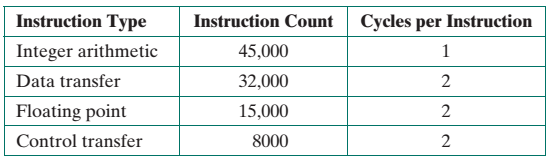 Instruction Type Instruction Count Cycles per Instruction
Integer arithmetic 45,000 1
Data transfer 32,000 2
Floating point 15,000 2
Control transfer 8000 2